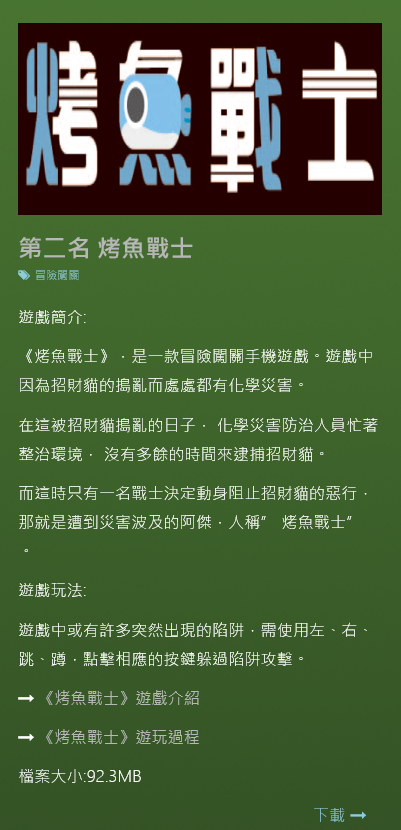 烤魚戰士
第二名 烤魚戰士
冒險闖關
遊戲簡介:
《烤魚戰士》，是一款冒險闖關手機遊戲。遊戲中
因為招財貓的搗亂而處處都有化學災害。
在這被招財貓搗亂的日子， 化學災害防治人員忙著
整治環境， 沒有多餘的時間來逮捕招財貓。
而這時只有一名戰士決定動身阻止招財貓的惡行，
那就是遭到災害波及的阿傑，人稱” 烤魚戰士”
。
遊戲玩法:
遊戲中或有許多突然出現的陷阱，需使用左、右、
跳、蹲，點擊相應的按鍵躲過陷阱攻擊。
《烤魚戰士》遊戲介紹
《烤魚戰士》遊玩過程
檔案大小:92.3MB
下載